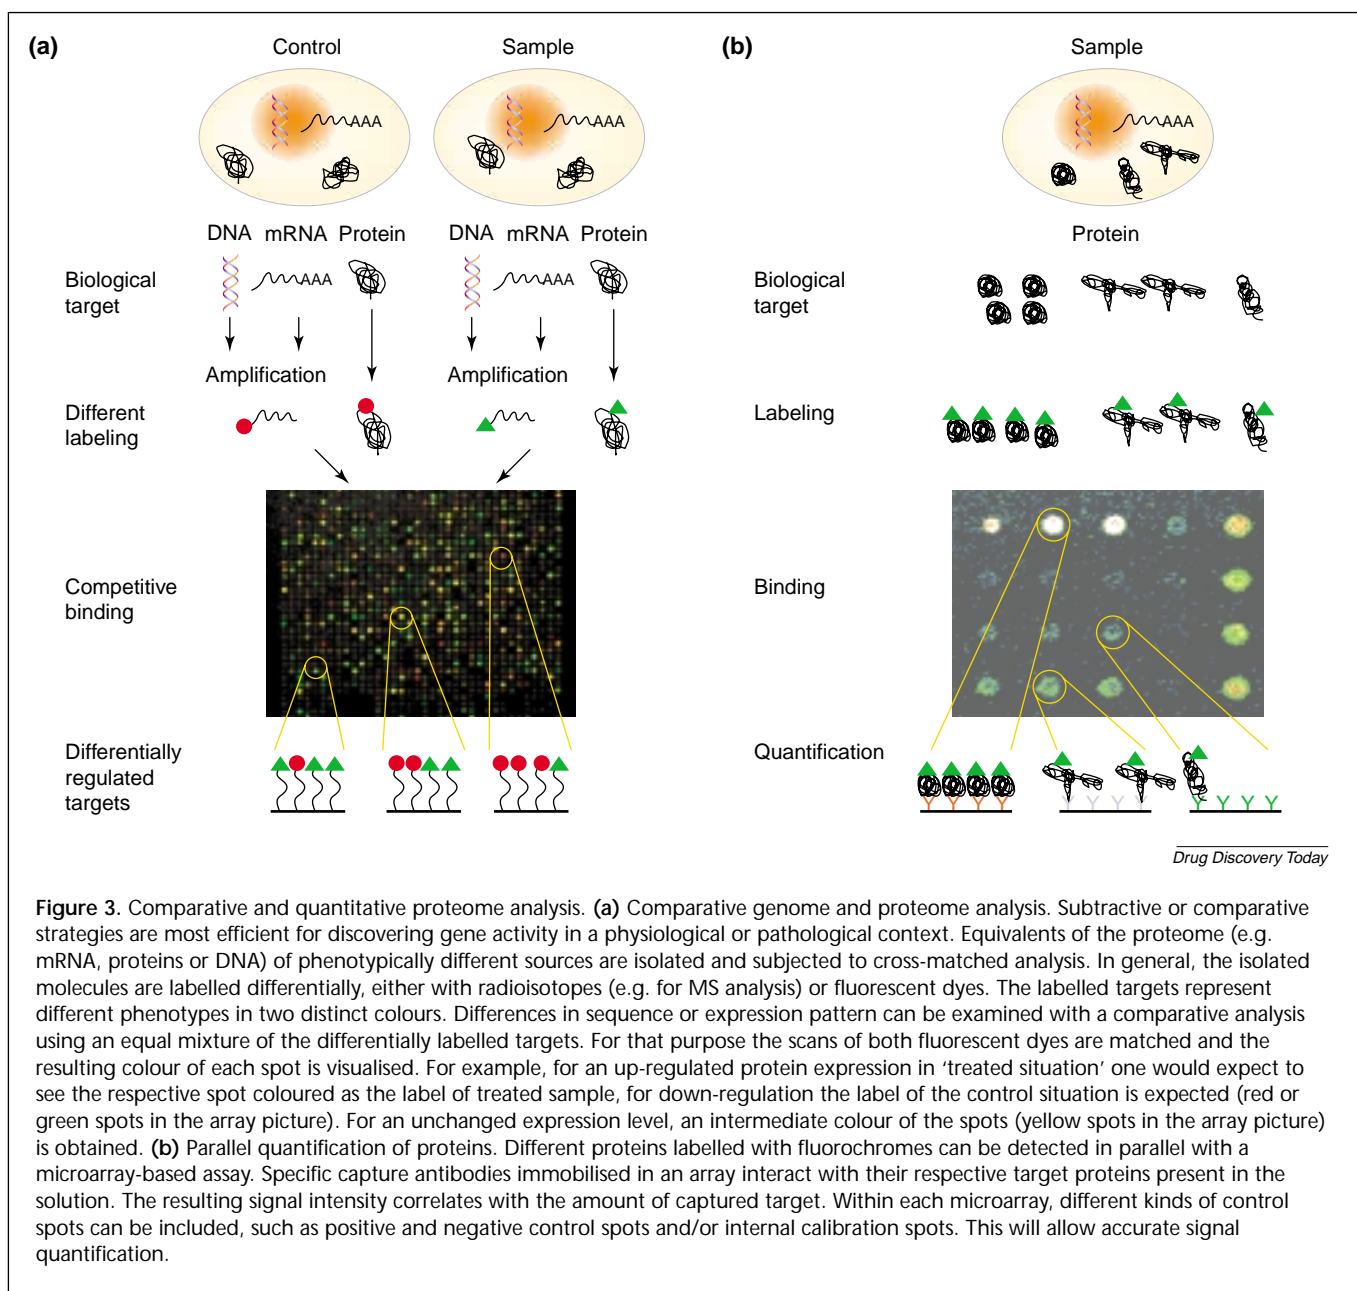 (a)
Control
Sample
AAA
AAA
DNA mRNA Protein
DNA mRNA Protein
Biological
target
AAA
AAA
Amplification
Amplification
Different
labeling
Competitive
binding
Differentially
regulated
targets
(b)
Sample
AAA
Protein
Biological
target
Labeling
Binding
Quantification
Y Y Y Y
Y Y Y Y
Y Y Y Y
Drug Discovery Today
Figure 3. Comparative and quantitative proteome analysis. (a) Comparative genome and proteome analysis. Subtractive or comparative
strategies are most efficient for discovering gene activity in a physiological or pathological context. Equivalents of the proteome (e.g.
mRNA, proteins or DNA) of phenotypically different sources are isolated and subjected to cross-matched analysis. In general, the isolated
molecules are labelled differentially, either with radioisotopes (e.g. for MS analysis) or fluorescent dyes. The labelled targets represent
different phenotypes in two distinct colours. Differences in sequence or expression pattern can be examined with a comparative analysis
using an equal mixture of the differentially labelled targets. For that purpose the scans of both fluorescent dyes are matched and the
resulting colour of each spot is visualised. For example, for an up-regulated protein expression in ‘treated situation’ one would expect to
see the respective spot coloured as the label of treated sample, for down-regulation the label of the control situation is expected (red or
green spots in the array picture). For an unchanged expression level, an intermediate colour of the spots (yellow spots in the array picture)
is obtained. (b) Parallel quantification of proteins. Different proteins labelled with fluorochromes can be detected in parallel with a
microarray-based assay. Specific capture antibodies immobilised in an array interact with their respective target proteins present in the
solution. The resulting signal intensity correlates with the amount of captured target. Within each microarray, different kinds of control
spots can be included, such as positive and negative control spots and/or internal calibration spots. This will allow accurate signal
quantification.